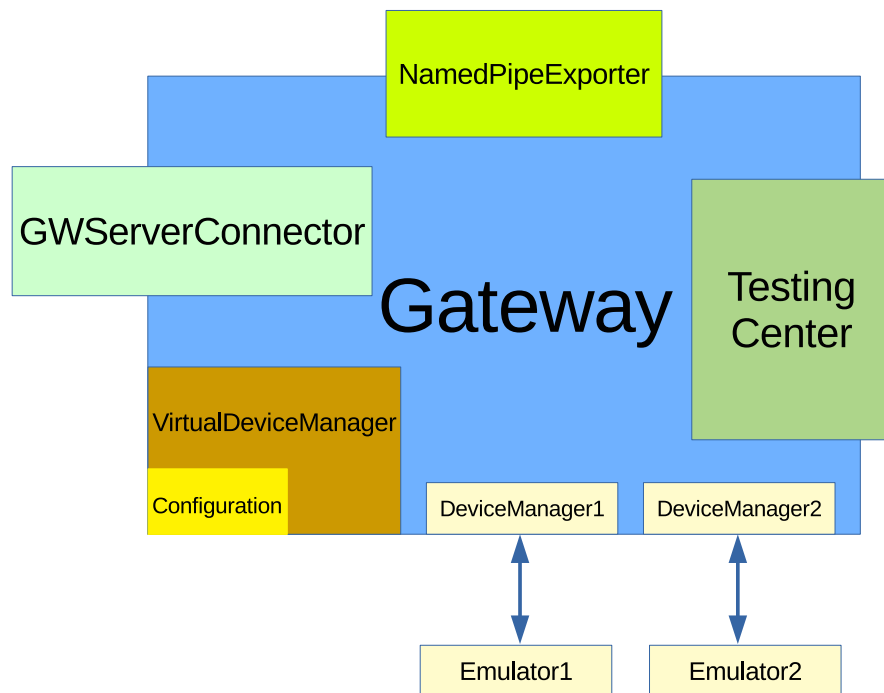 NamedPipeExporter
GWServerConnector
Gateway
Testing
Center
VirtualDeviceManager
Configuration
DeviceManager1
DeviceManager2
Emulator1
Emulator2